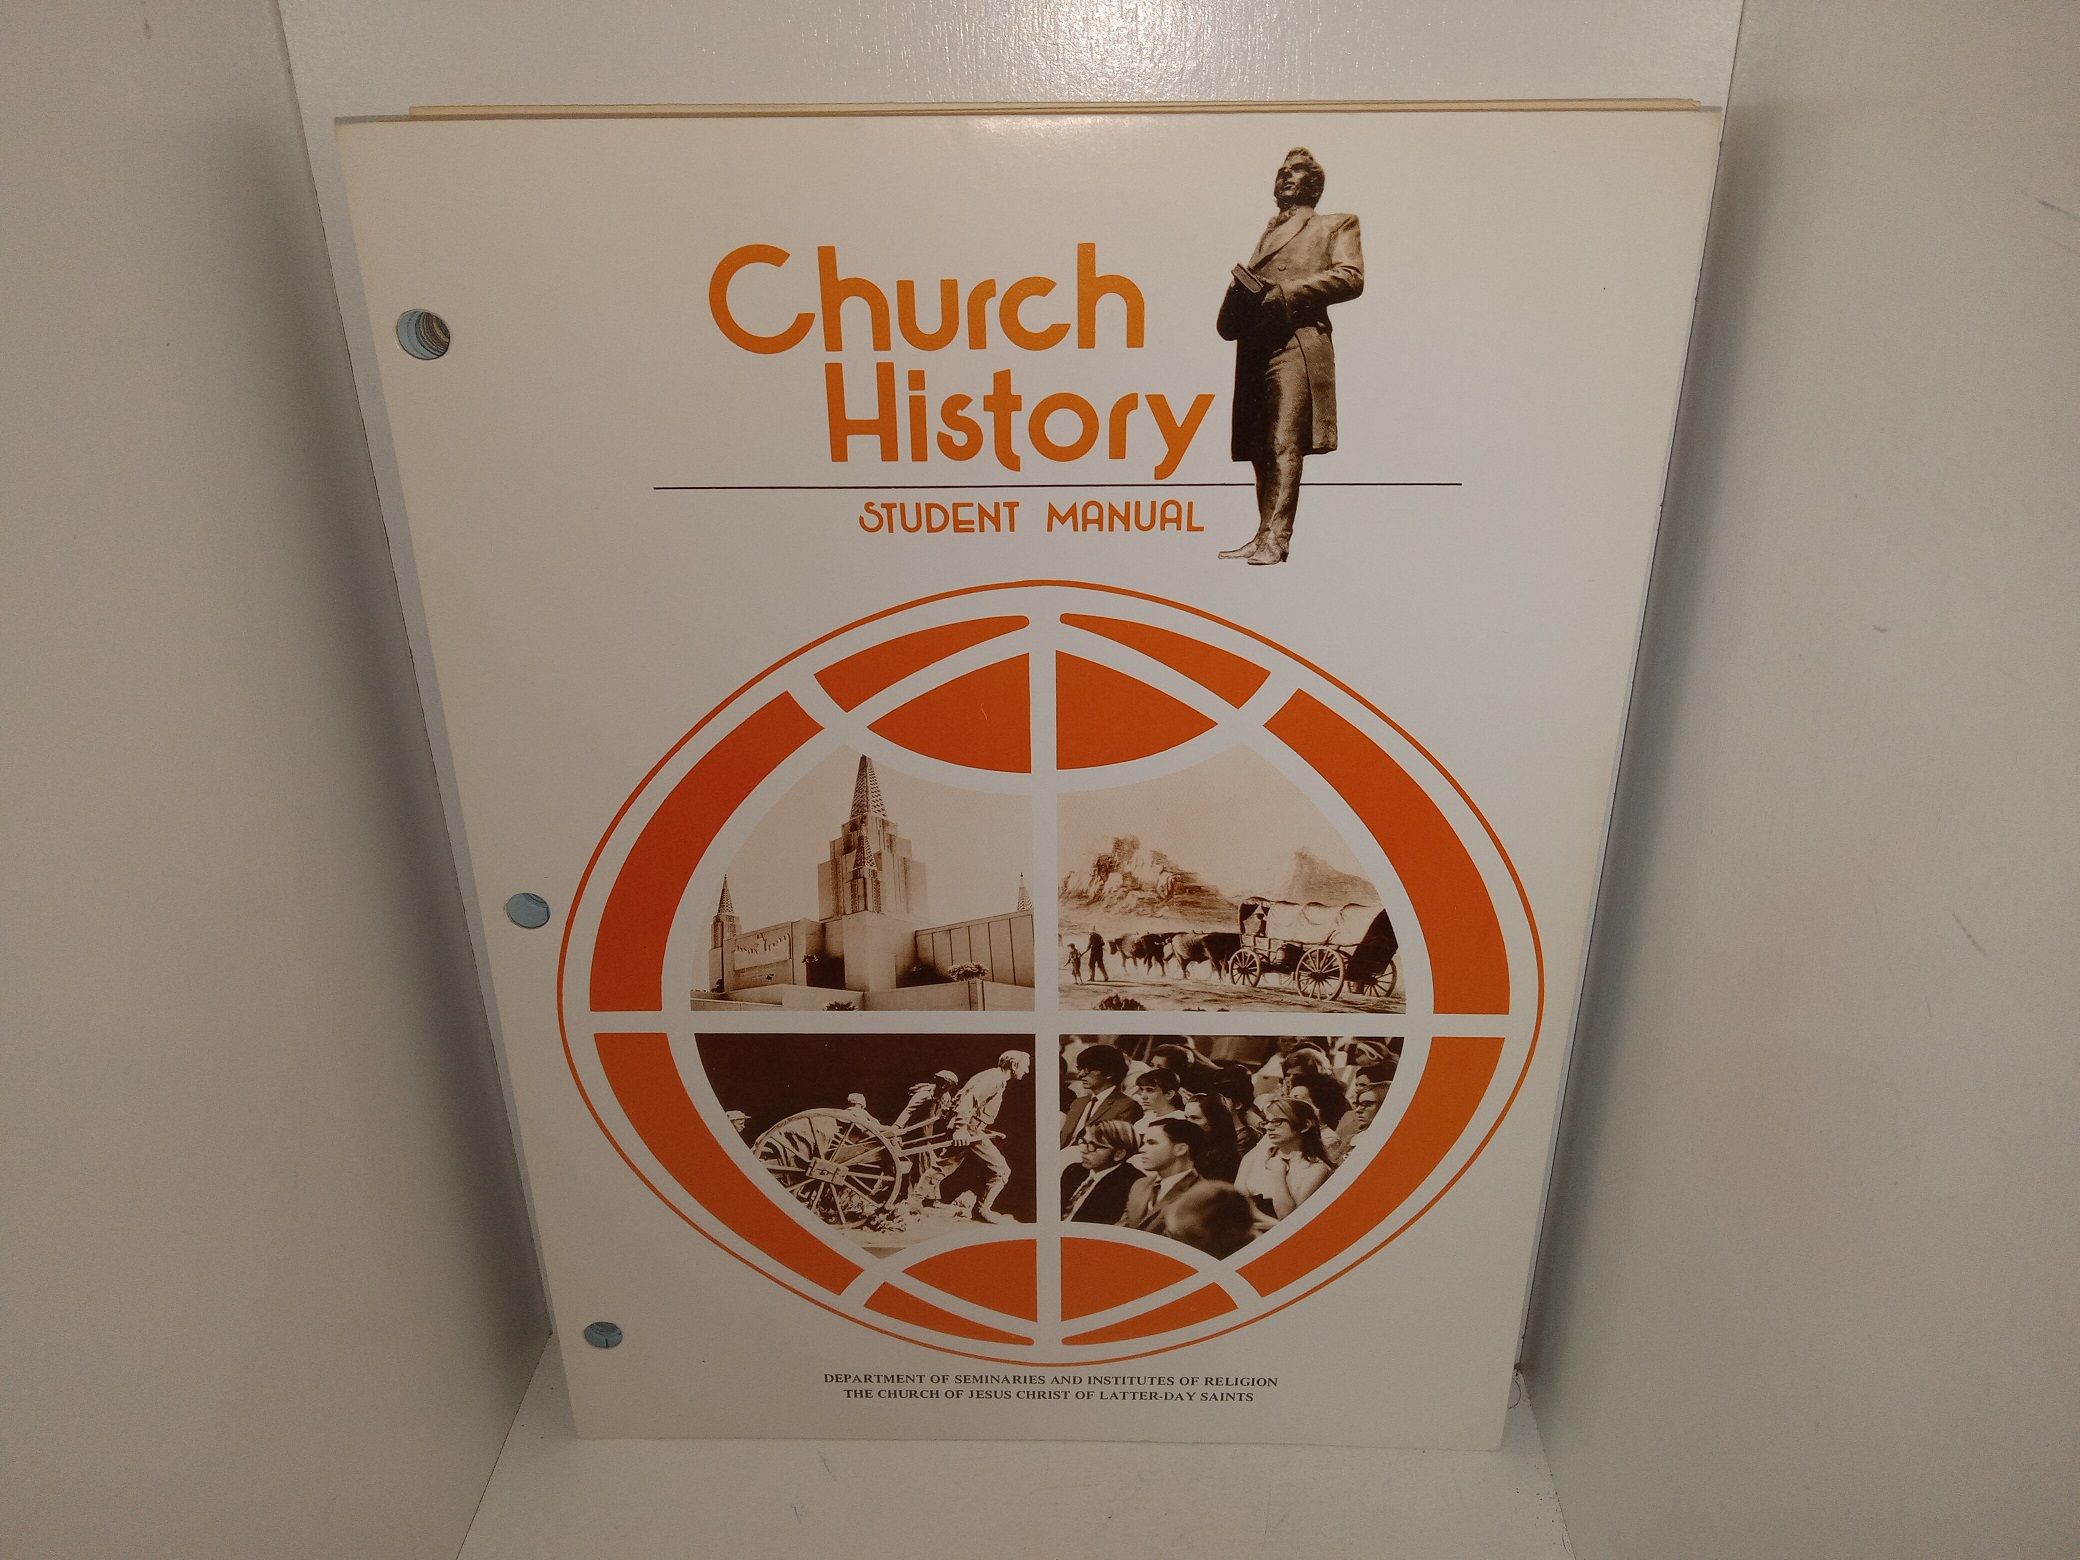 Church
History
STUDENT MANUAL
DEPARTMENT OF SEMINARIES AND INSTITUTES OF RELIGION
THE CHURCH OF JESUS CHRIST OF LATTER-DAY SAINTS